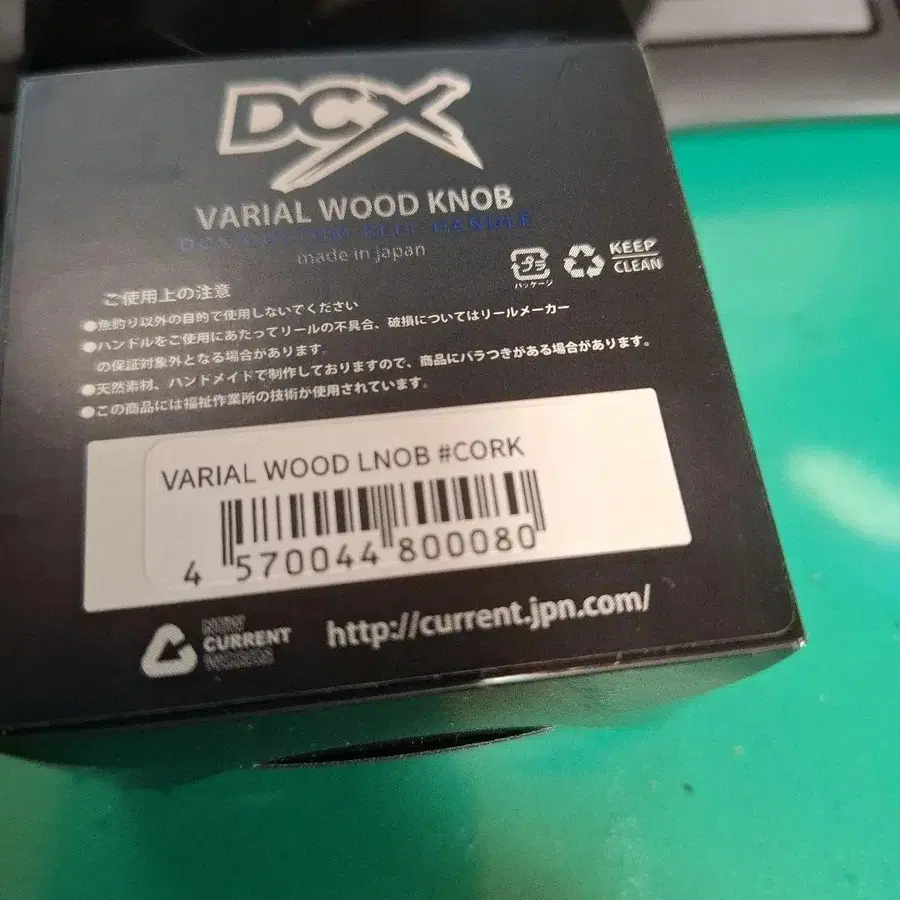 DCX
VARIAL WOOD KNOB
DCX CUSTOM REEL HANDLE
made in japan
プラ
パッケージ
KEEP
CLEAN
ご使用上の注意
●魚釣り以外の目的で使用しないでください
●ハンドルをご使用にあたってリールの不具合、破損についてはリールメーカー
の保証対象外となる場合があります。
●天然素材、ハンドメイドで制作しておりますので、商品にバラつきがある場合があります。
●この商品には福祉作業所の技術が使用されています。
VARIAL WOOD LNOB #CORK
4 570044 800080
CURRENT
http://current.jpn.com/